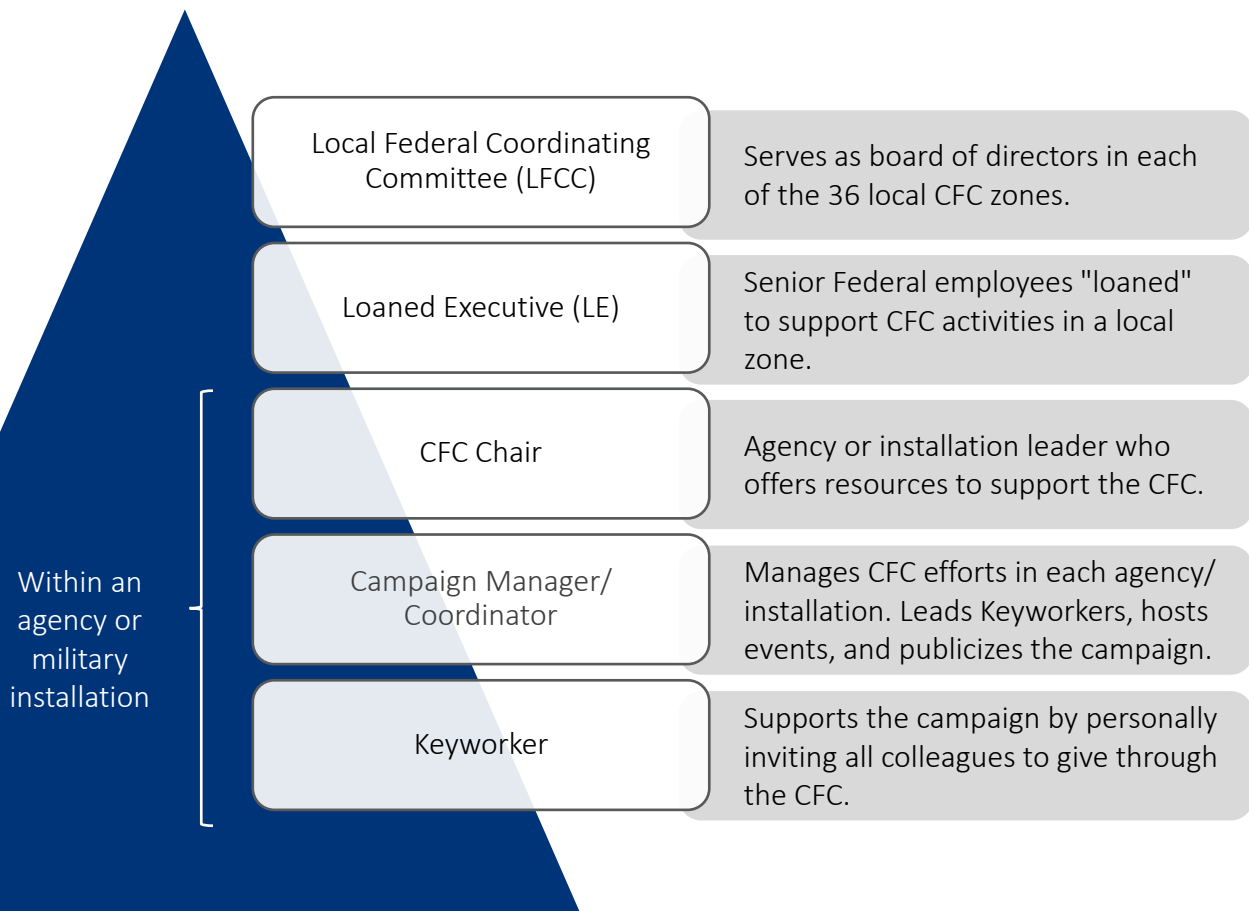 Local Federal Coordinating
Committee (LFCC)
Serves as board of directors in each
of the 36 local CFC zones.
Loaned Executive (LE)
Senior Federal employees "loaned"
to support CFC activities in a local
zone.
CFC Chair
Agency or installation leader who
offers resources to support the CFC.
Within an
agency or
military
installation
Campaign Manager/
Coordinator
Manages CFC efforts in each agency/
installation. Leads Keyworkers, hosts
events, and publicizes the campaign.
Keyworker
Supports the campaign by personally
inviting all colleagues to give through
the CFC.